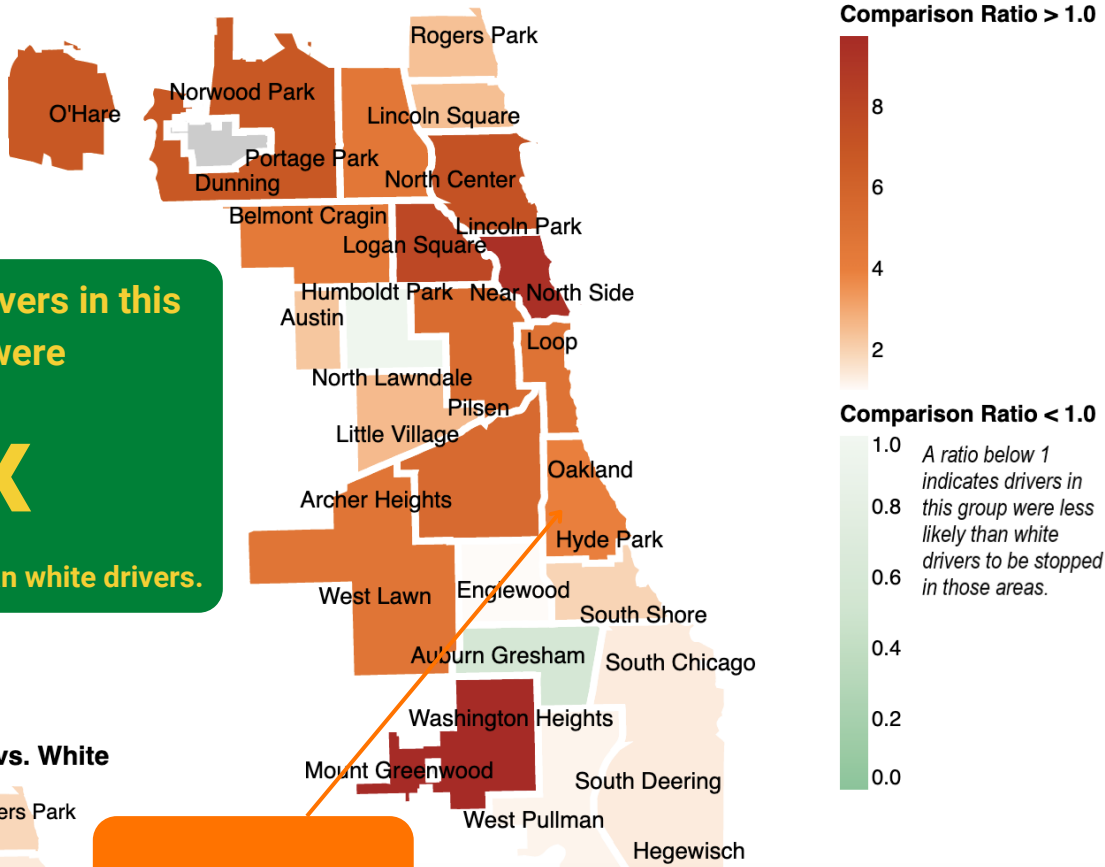 Comparison Ratio > 1.0
8
6
4
2
Comparison Ratio < 1.0
1.0
0.8
0.6
0.4
0.2
0.0
A ratio below 1
indicates drivers in
this group were less
likely than white
drivers to be stopped
in those areas.
Rogers Park
Norwood Park
O'Hare
Lincoln Square
Portage Park
Dunning
North Center
Belmont Cragin
Lincoln Park
Logan Square
Humboldt Park
Near North Side
Austin
Loop
North Lawndale
Pilsen
Little Village
Oakland
Archer Heights
Hyde Park
Englewood
West Lawn
South Shore
Auburn Gresham
South Chicago
Washington Heights
Mount Greenwood
South Deering
West Pullman
Hegewisch
vers in this
were
x
n white drivers.
vs. White
ers Park